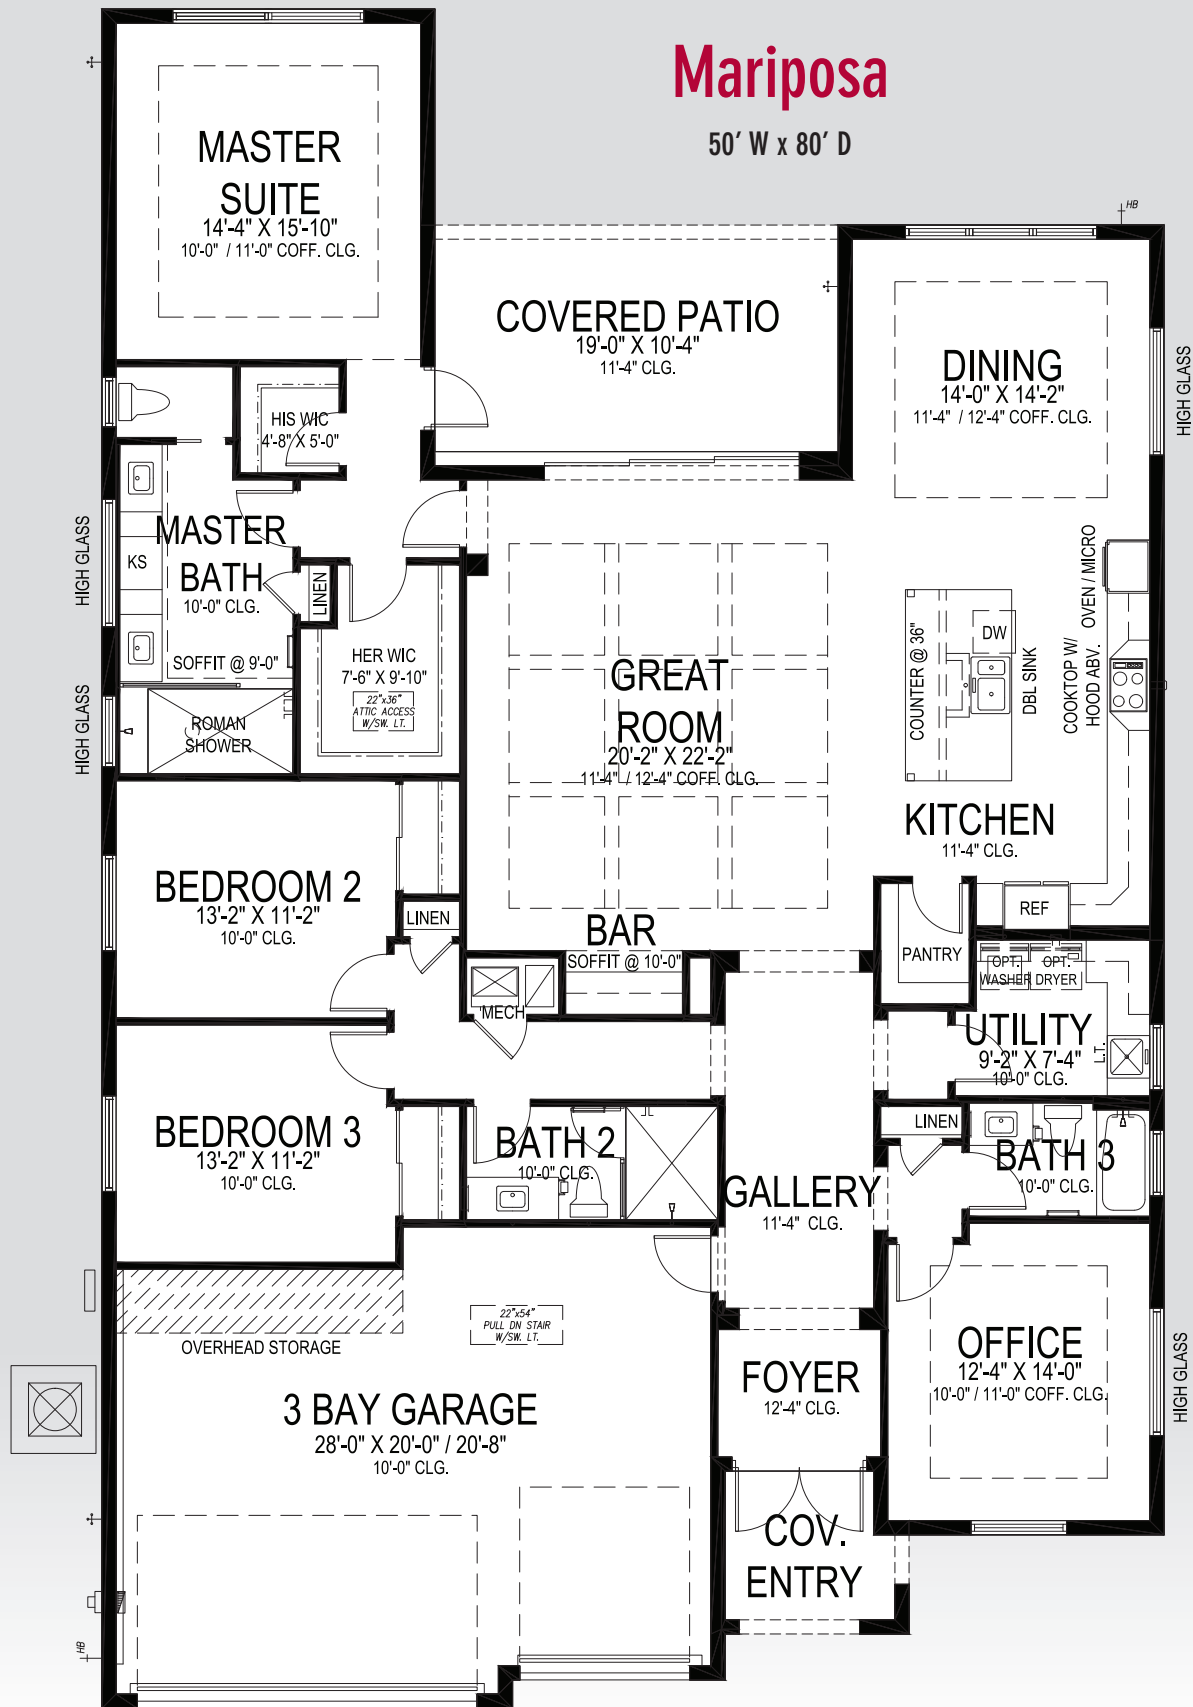 Mariposa
50' W x 80' D
MASTER
SUITE
14'-4" X 15'-10"
10'-0" / 11'-0" COFF. CLG.
HB
COVERED PATIO
19'-0" X 10'-4"
11'-4" CLG.
DINING
14'-0" X 14'-2"
11'-4" / 12'-4" COFF. CLG.
HIGH GLASS
HIS WIC
4'-8" X 5'-0"
MASTER
BATH
10'-0" CLG.
KS
HIGH GLASS
LINEN
SOFFIT @ 9'-0"
HIGH GLASS
ROMAN
SHOWER
HER WIC
7'-6" X 9'-10"
22"x36"
ATTIC ACCESS
W/SW. LT.
GREAT
ROOM
20'-2" X 22'-2"
11'-4" / 12'-4" COFF. CLG.
COUNTER @ 36"
DW
DBL SINK
COOKTOP W/
HOOD ABV.
OVEN / MICRO
KITCHEN
11'-4" CLG.
BEDROOM 2
13'-2" X 11'-2"
10'-0" CLG.
LINEN
BAR
SOFFIT @ 10'-0"
REF
PANTRY
OPT.
WASHER
OPT.
DRYER
MECH
UTILITY
9'-2" X 7'-4"
10'-0" CLG.
L.T.
BEDROOM 3
13'-2" X 11'-2"
10'-0" CLG.
BATH 2
10'-0" CLG.
LINEN
BATH 3
10'-0" CLG.
GALLERY
11'-4" CLG.
22"x54"
PULL DN STAIR
W/SW. LT.
OVERHEAD STORAGE
FOYER
12'-4" CLG.
OFFICE
12'-4" X 14'-0"
10'-0" / 11'-0" COFF. CLG.
HIGH GLASS
3 BAY GARAGE
28'-0" X 20'-0" / 20'-8"
10'-0" CLG.
COV.
ENTRY
HB